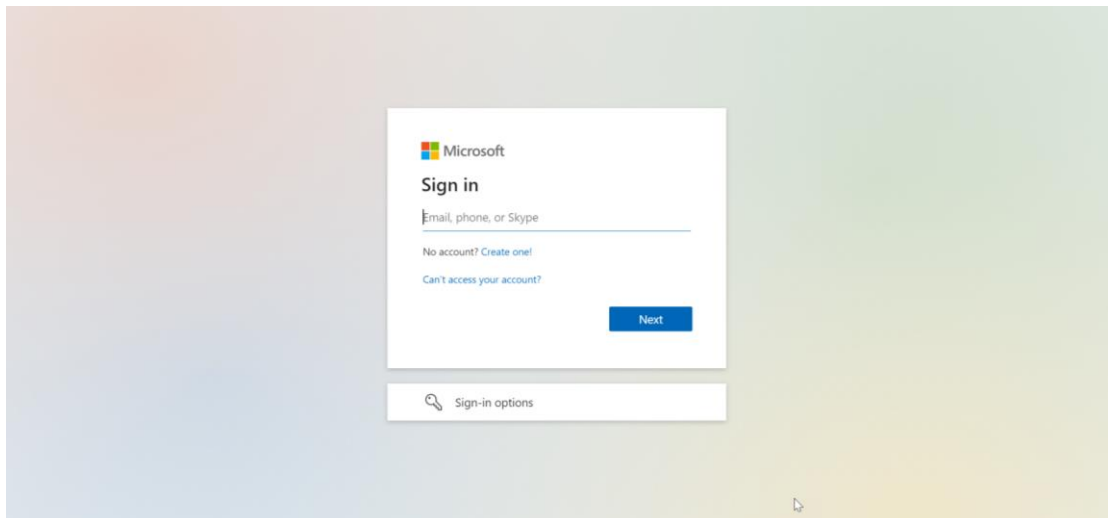 Microsoft
Sign in
Email, phone, or Skype
No account? Create one!
Can't access your account?
Next
Sign-in options